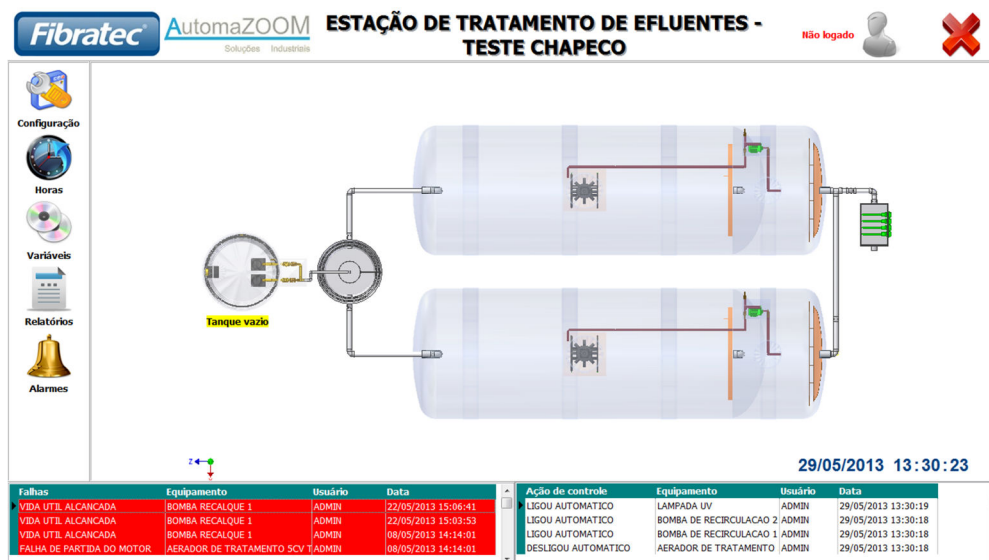 Fibratec
AutomaZOOM
Soluções Industriais
ESTAÇÃO DE TRATAMENTO DE EFLUENTES -
TESTE CHAPECO
Não logado
Configuração
Horas
Variáveis
Relatórios
Alarmes
Tanque vazio
Z
29/05/2013 13:30:23
Falhas Equipamento Usuário Data
VIDA UTIL ALCANCADA BOMBA RECALQUE 1 ADMIN 22/05/2013 15:06:41
VIDA UTIL ALCANCADA BOMBA RECALQUE 1 ADMIN 22/05/2013 15:03:53
VIDA UTIL ALCANCADA BOMBA RECALQUE 1 ADMIN 08/05/2013 14:14:01
FALHA DE PARTIDA DO MOTOR AERADOR DE TRATAMENTO 5CV T ADMIN 08/05/2013 14:14:01
Ação de controle Equipamento Usuário Data
LIGOU AUTOMATICO LAMPADA UV ADMIN 29/05/2013 13:30:19
LIGOU AUTOMATICO BOMBA DE RECIRCULACAO 2 ADMIN 29/05/2013 13:30:18
LIGOU AUTOMATICO BOMBA DE RECIRCULACAO 1 ADMIN 29/05/2013 13:30:18
DESLIGOU AUTOMATICO AERADOR DE TRATAMENTO ADMIN 29/05/2013 13:30:18